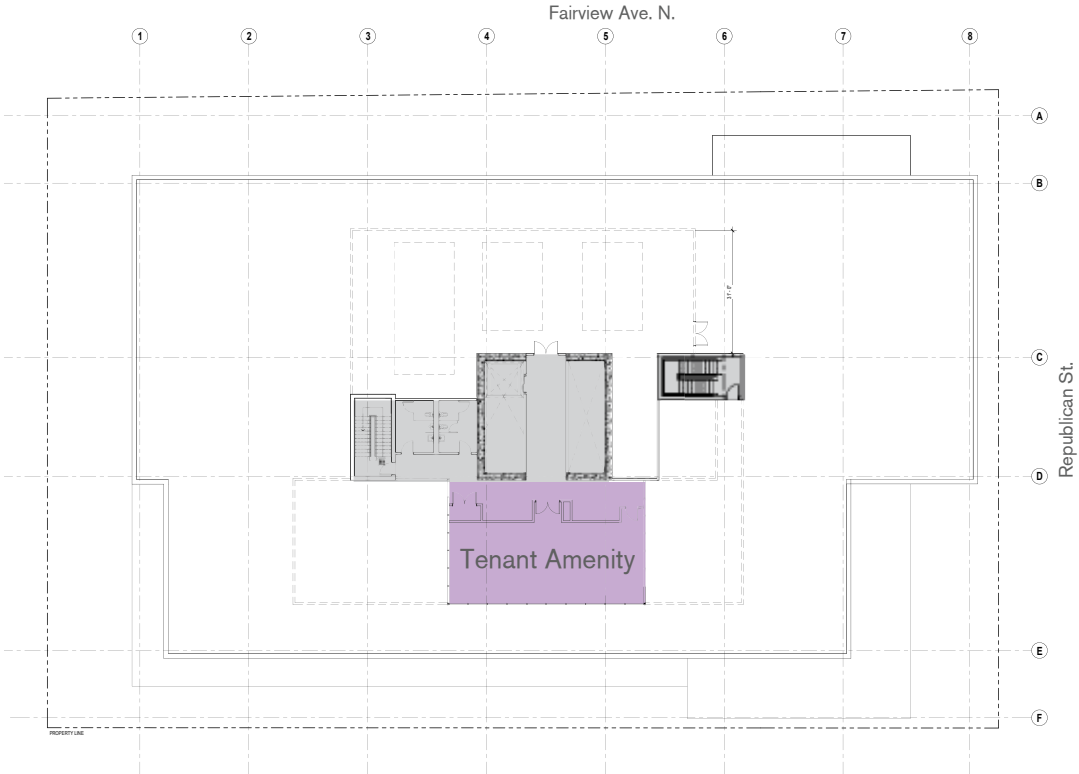 Fairview Ave. N.
1 2 3 4 5 6 7 8
A
B
C
Republican St.
D
Tenant Amenity
E
F
PROPERTY LINE